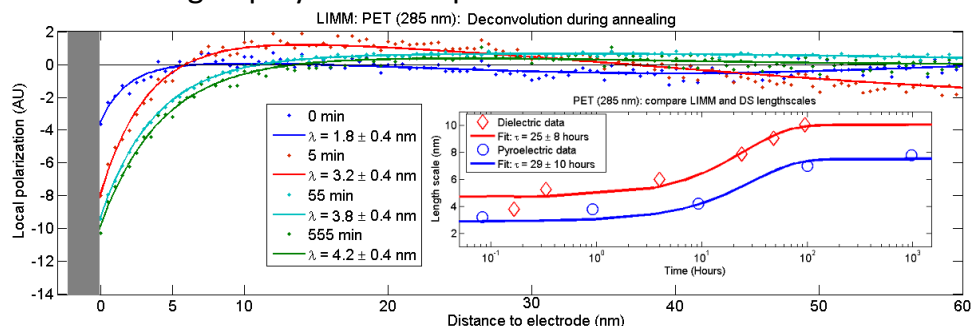 LIMM: PET (285 nm): Deconvolution during annealing
Local polarization (AU)
2
0
-2
-4
-6
-8
-10
-12
-14
0 min
λ = 1.8 ± 0.4 nm
5 min
λ = 3.2 ± 0.4 nm
55 min
λ = 3.8 ± 0.4 nm
555 min
λ = 4.2 ± 0.4 nm
PET (285 nm): compare LIMM and DS lengthscales
Dielectric data
Fit: τ = 25 ± 8 hours
Pyroelectric data
Fit: τ = 29 ± 10 hours
Length scale (nm)
10
8
6
4
2
10⁻¹ 10⁰ 10¹ 10² 10³
Time (Hours)
0 5 10 20 30 40 50 60
Distance to electrode (nm)